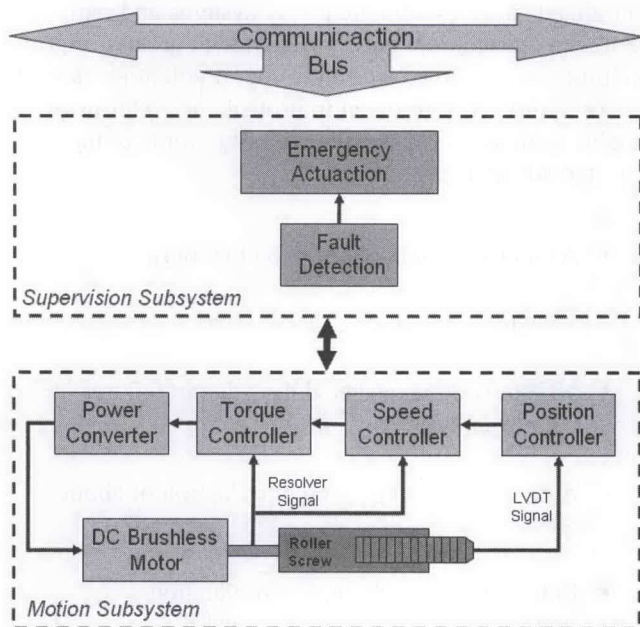 Communicaction
Bus
Emergency
Actuaction
Fault
Detection
Supervision Subsystem
Power
Converter
Torque
Controller
Speed
Controller
Position
Controller
Resolver
Signal
LVDT
Signal
DC Brushless
Motor
Roller
Screw
Motion Subsystem